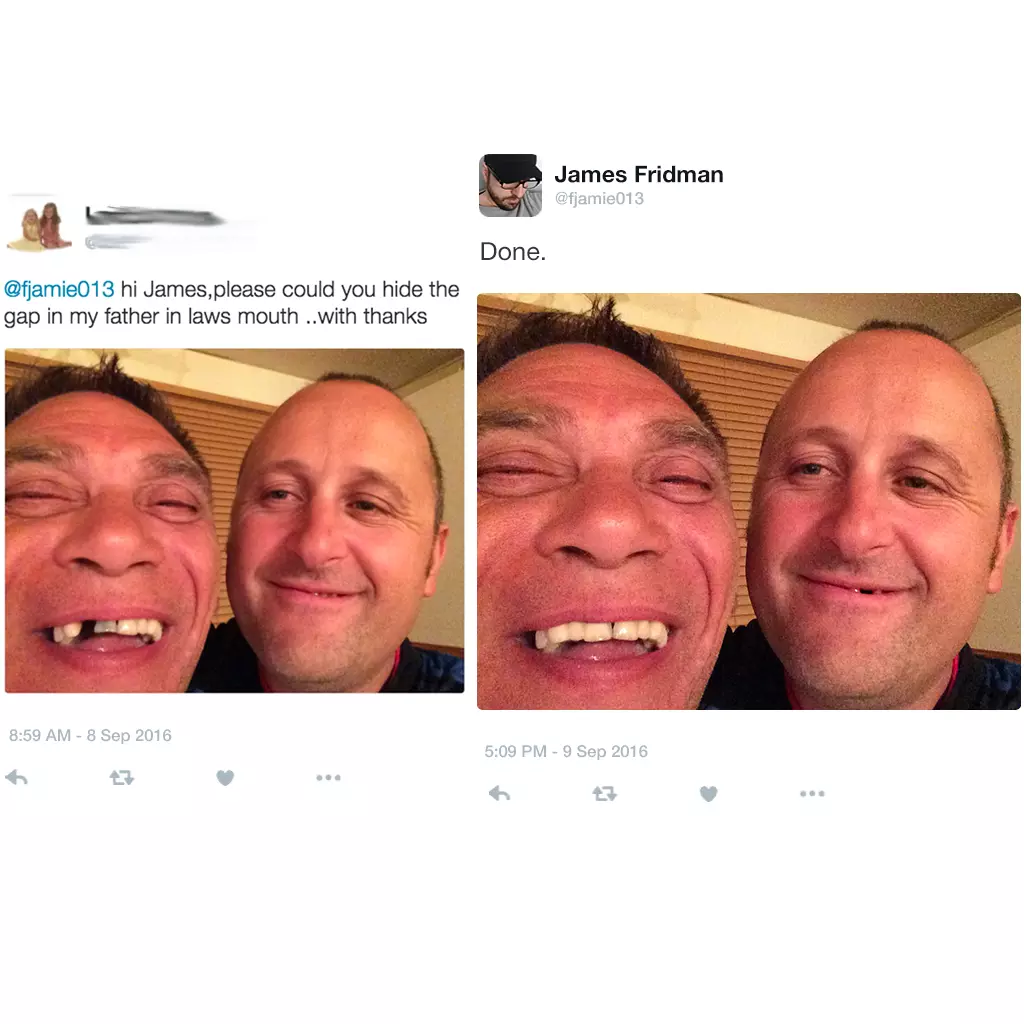 @fjamie013 hi James,please could you hide the
gap in my father in laws mouth ..with thanks
8:59 AM - 8 Sep 2016
James Fridman
@fjamie013
Done.
5:09 PM - 9 Sep 2016